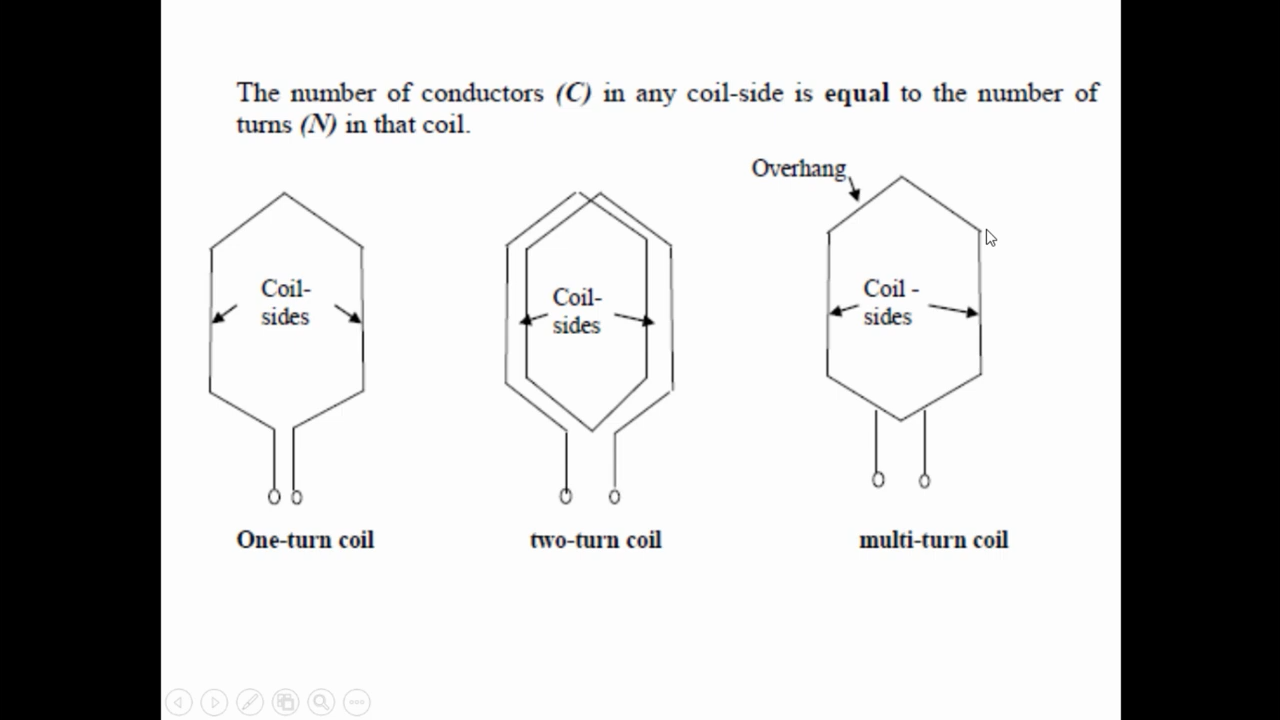 The number of conductors (C) in any coil-side is equal to the number of
turns (N) in that coil.
Overhang
Coil-
sides
Coil-
sides
Coil -
sides
One-turn coil
two-turn coil
multi-turn coil